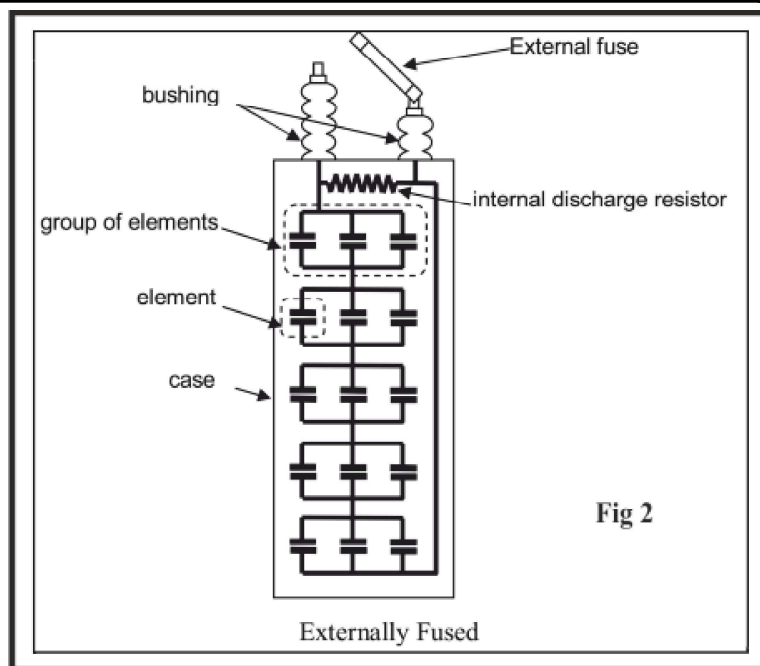 External fuse
bushing
internal discharge resistor
group of elements
element
case
Fig 2
Externally Fused